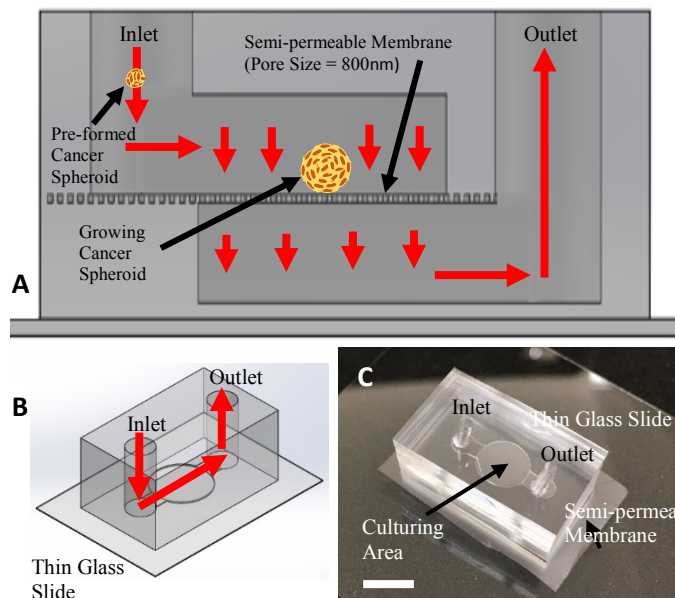 Inlet
Semi-permeable Membrane
(Pore Size = 800nm)
Outlet
Pre-formed
Cancer
Spheroid
Growing
Cancer
Spheroid
A
B
Outlet
Inlet
Thin Glass
Slide
C
Inlet
Thin Glass Slide
Outlet
Culturing
Area
Semi-permea
Membrane